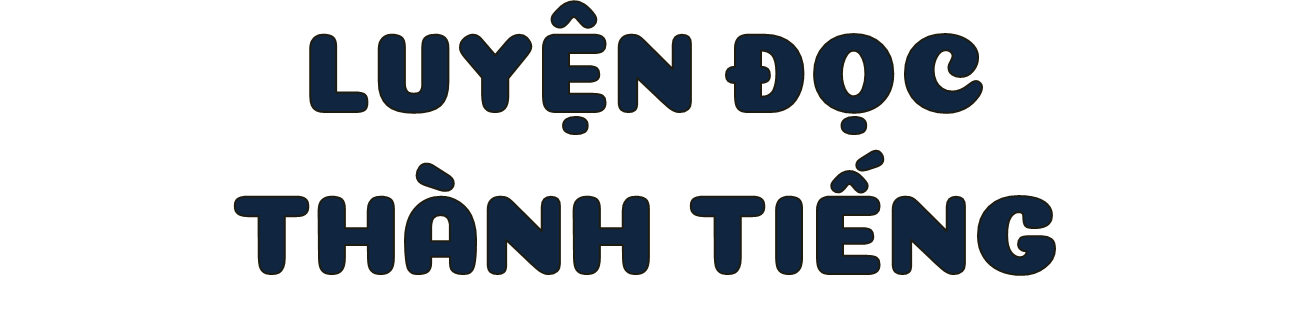 LUYỆN ĐỌC
THÀNH TIẾNG